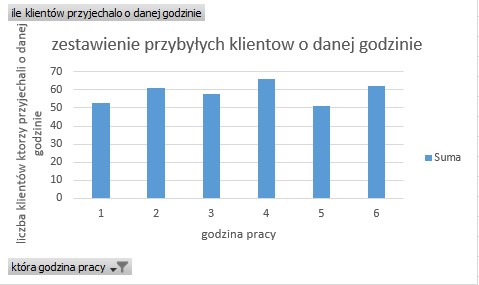 ile klientów przyjechalo o danej godzinie
zestawienie przybyłych klientow o danej godzinie
liczba klientów ktorzy przyjechali o danej
godzinie
70
60
50
40
30
20
10
0
1 2 3 4 5 6
godzina pracy
Suma
która godzina pracy